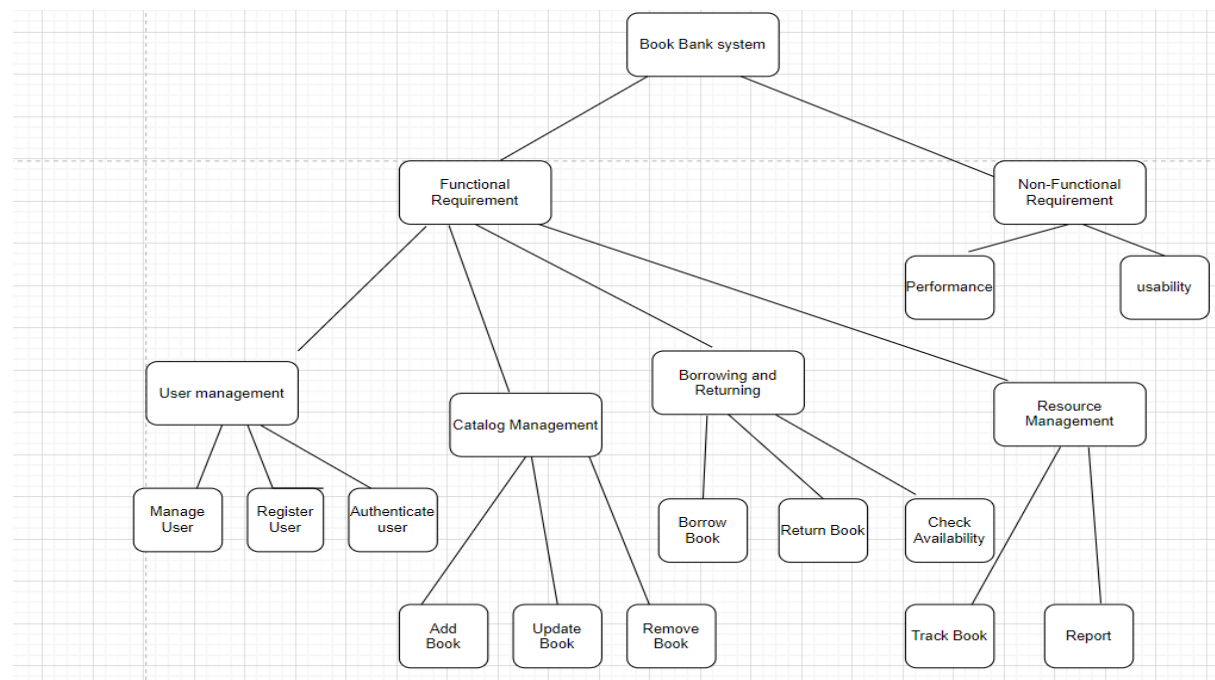 Book Bank system
Functional
Requirement
Non-Functional
Requirement
Performance
usability
User management
Catalog Management
Borrowing and
Returning
Resource
Management
Manage
User
Register
User
Authenticate
user
Borrow
Book
Return Book
Check
Availability
Add
Book
Update
Book
Remove
Book
Track Book
Report